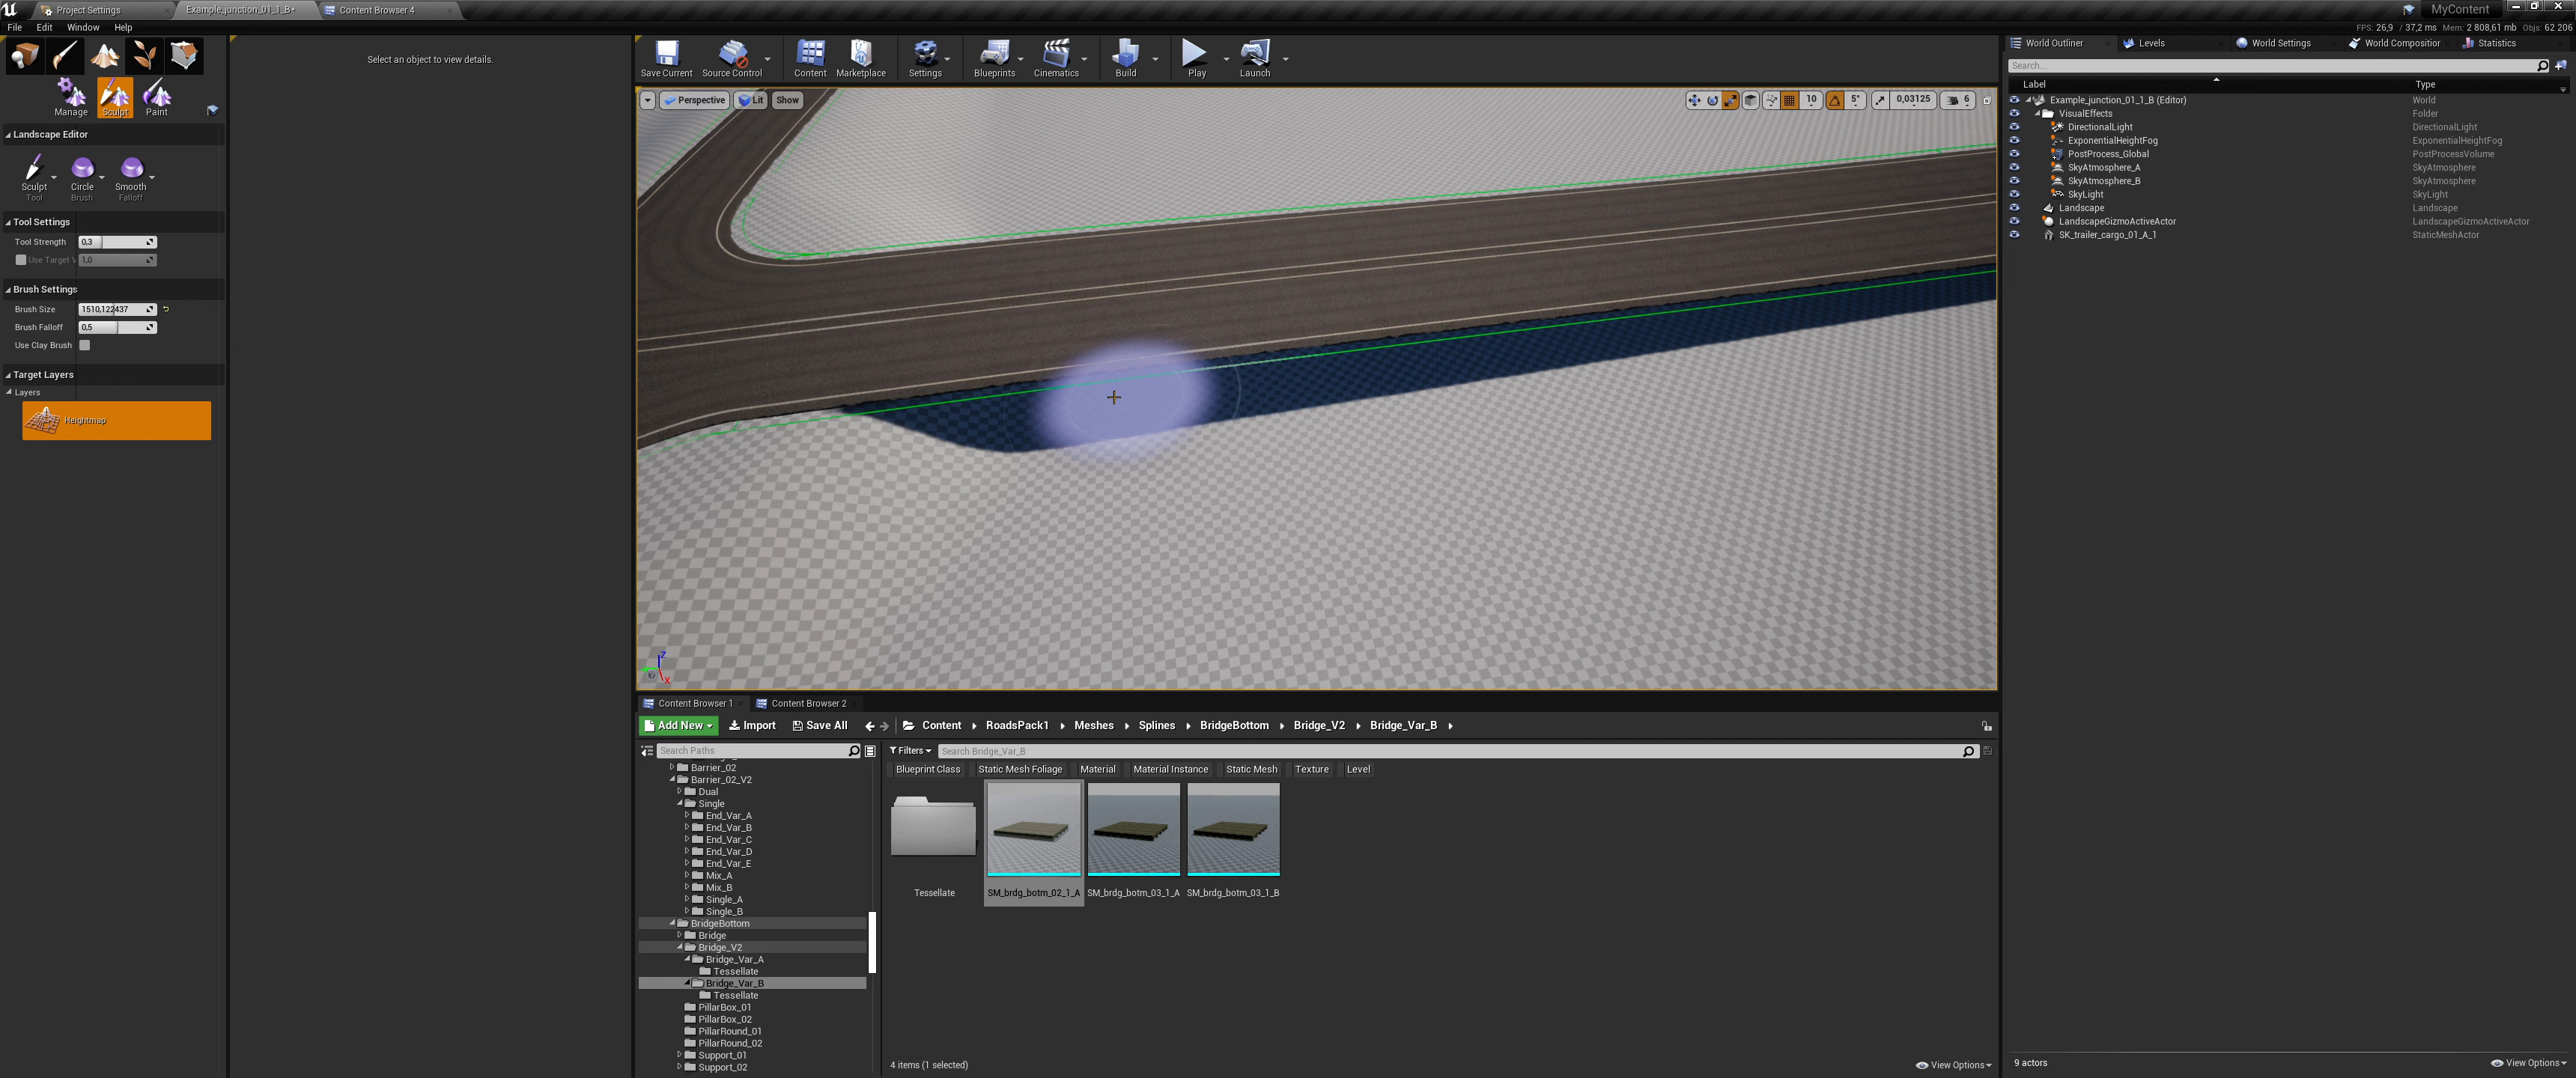 Project Settings
Example_junction_01_1_B*
Content Browser 4
MyContent
File Edit Window Help
FPS: 26,9 / 37,2 ms Mem: 2 808,61 mb Objs: 62 206
Manage Sculpt Paint
Landscape Editor
Sculpt Circle Smooth
Tool Brush Falloff
Tool Settings
Tool Strength 0,3
Use Target V 1,0
Brush Settings
Brush Size 1510,122437
Brush Falloff 0,5
Use Clay Brush
Target Layers
Layers
Heightmap
Select an object to view details.
Save Current Source Control Content Marketplace Settings Blueprints Cinematics Build Play Launch
Perspective Lit Show
10 5° 0,03125 6
Z
X
World Outliner Levels World Settings World Composition Statistics
Search...
Label Type
Example_junction_01_1_B (Editor) World
VisualEffects Folder
DirectionalLight DirectionalLight
ExponentialHeightFog ExponentialHeightFog
PostProcess_Global PostProcessVolume
SkyAtmosphere_A SkyAtmosphere
SkyAtmosphere_B SkyAtmosphere
SkyLight SkyLight
Landscape Landscape
LandscapeGizmoActiveActor LandscapeGizmoActiveActor
SK_trailer_cargo_01_A_1 StaticMeshActor
9 actors
View Options
Content Browser 1 Content Browser 2
Add New Import Save All Content RoadsPack1 Meshes Splines BridgeBottom Bridge_V2 Bridge_Var_B
Search Paths
Barrier_02
Barrier_02_V2
Dual
Single
End_Var_A
End_Var_B
End_Var_C
End_Var_D
End_Var_E
Mix_A
Mix_B
Single_A
Single_B
BridgeBottom
Bridge
Bridge_V2
Bridge_Var_A
Tessellate
Bridge_Var_B
Tessellate
PillarBox_01
PillarBox_02
PillarRound_01
PillarRound_02
Support_01
Support_02
Filters Search Bridge_Var_B
Blueprint Class Static Mesh Foliage Material Material Instance Static Mesh Texture Level
Tessellate SM_brdg_botm_02_1_A SM_brdg_botm_03_1_A SM_brdg_botm_03_1_B
4 items (1 selected)
View Options